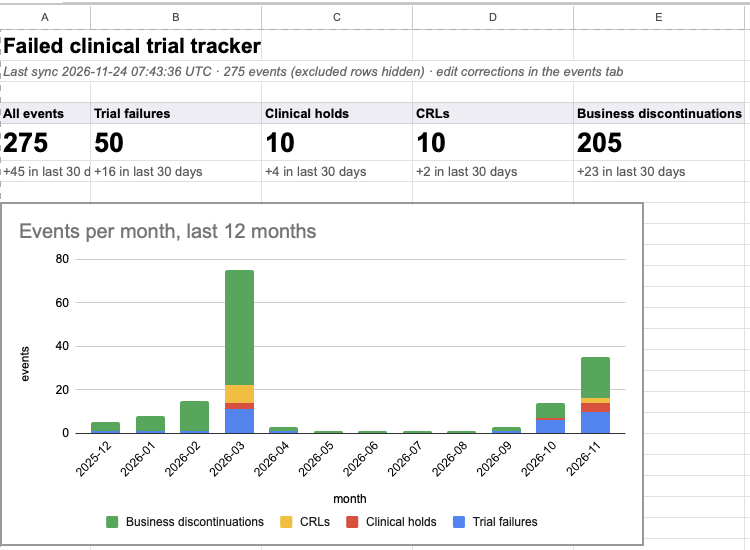 A B C D E
Failed clinical trial tracker
Last sync 2026-11-24 07:43:36 UTC · 275 events (excluded rows hidden) · edit corrections in the events tab
All events Trial failures Clinical holds CRLs Business discontinuations
275 50 10 10 205
+45 in last 30 d +16 in last 30 days +4 in last 30 days +2 in last 30 days +23 in last 30 days
Events per month, last 12 months
80
60
40
20
0
events
2025-12 2026-01 2026-02 2026-03 2026-04 2026-05 2026-06 2026-07 2026-08 2026-09 2026-10 2026-11
month
Business discontinuations CRLs Clinical holds Trial failures